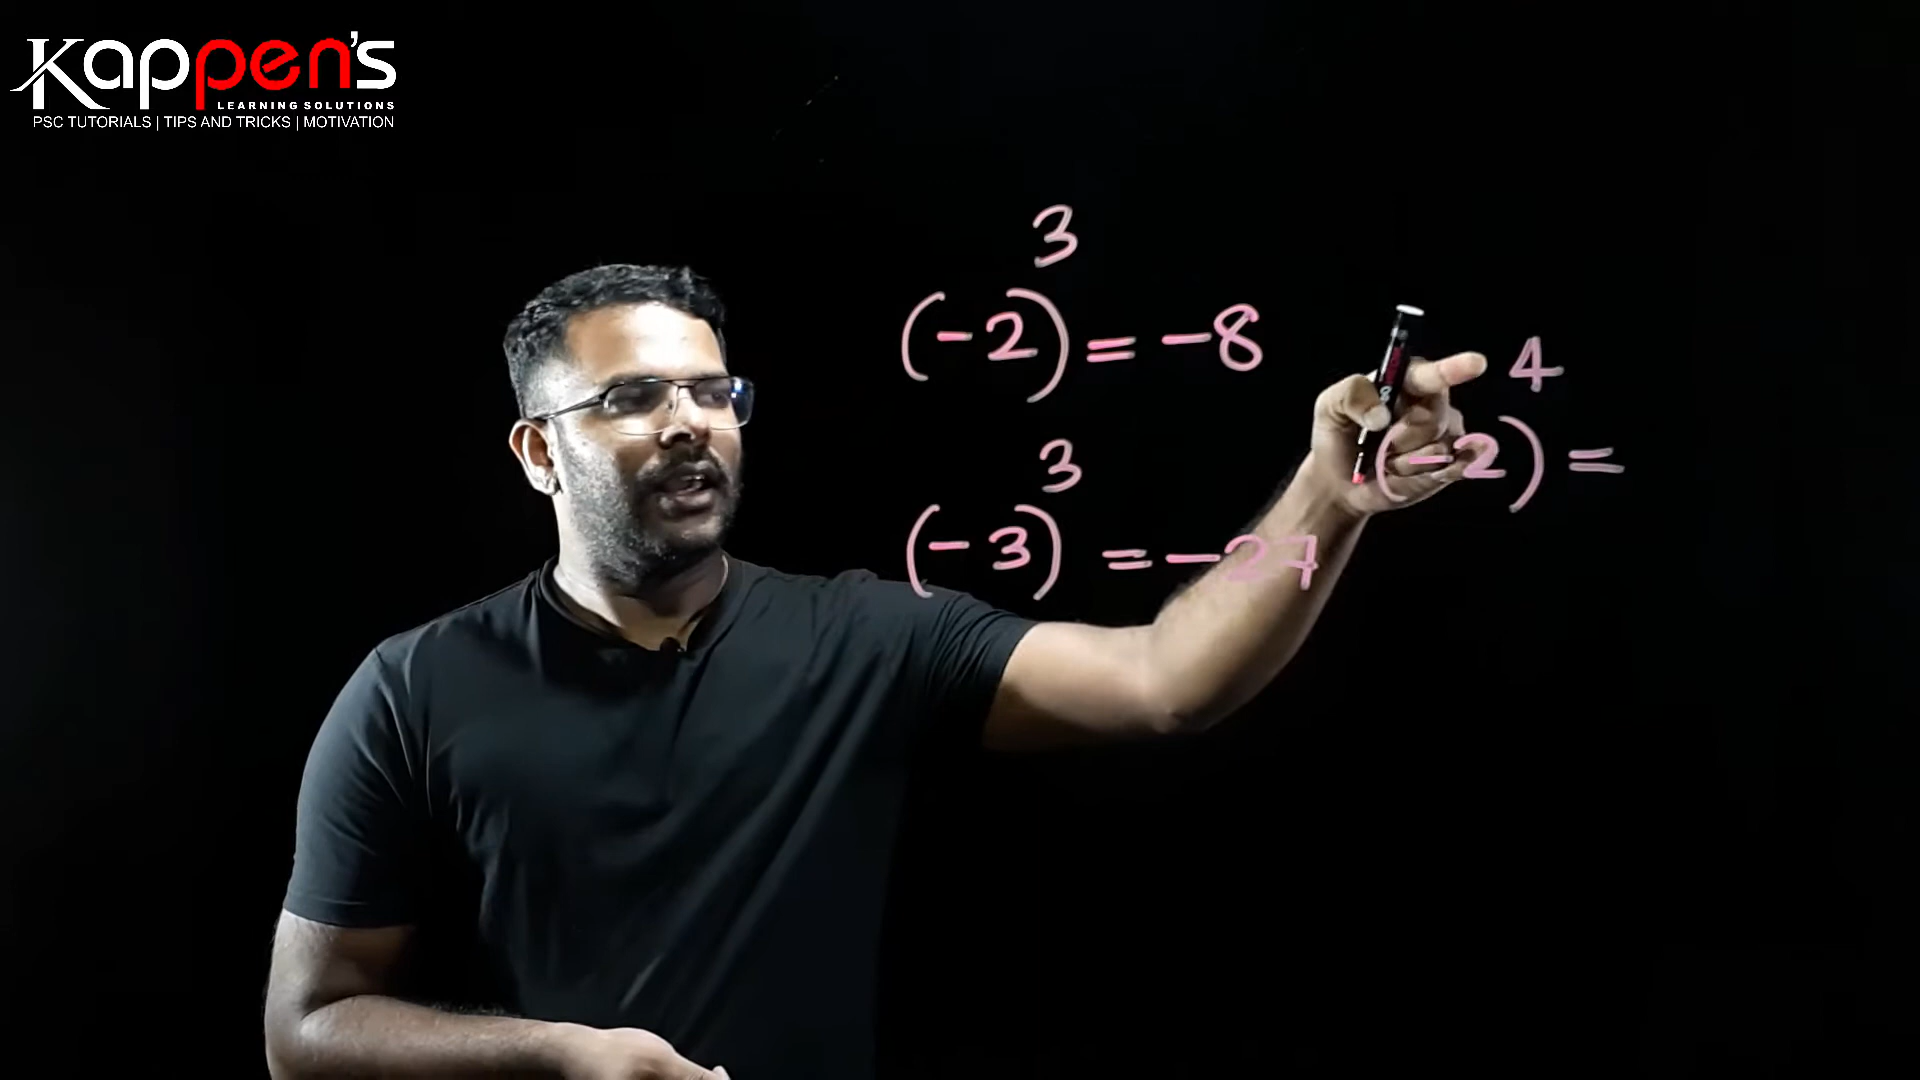 Kappen's
LEARNING SOLUTIONS
PSC TUTORIALS | TIPS AND TRICKS | MOTIVATION
(-2)³ = -8
(-3)³ = -27
(-2)⁴ =